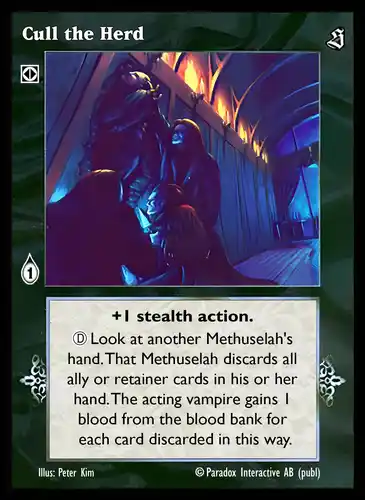 Cull the Herd
1
+1 stealth action.
Ⓓ Look at another Methuselah's
hand. That Methuselah discards all
ally or retainer cards in his or her
hand. The acting vampire gains 1
blood from the blood bank for
each card discarded in this way.
Illus: Peter Kim
© Paradox Interactive AB (publ)